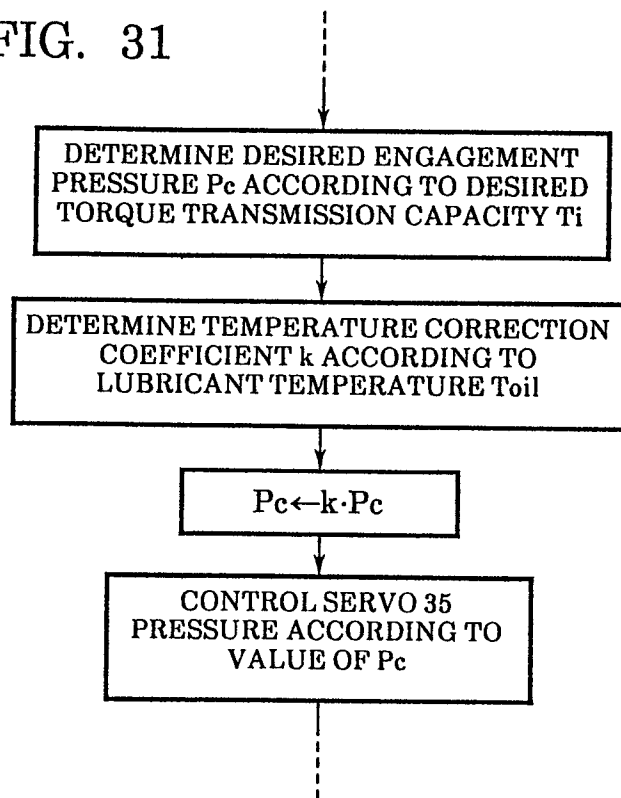 FIG. 31
DETERMINE DESIRED ENGAGEMENT
PRESSURE Pc ACCORDING TO DESIRED
TORQUE TRANSMISSION CAPACITY Ti
DETERMINE TEMPERATURE CORRECTION
COEFFICIENT k ACCORDING TO
LUBRICANT TEMPERATURE Toil
Pc←k·Pc
CONTROL SERVO 35
PRESSURE ACCORDING TO
VALUE OF Pc